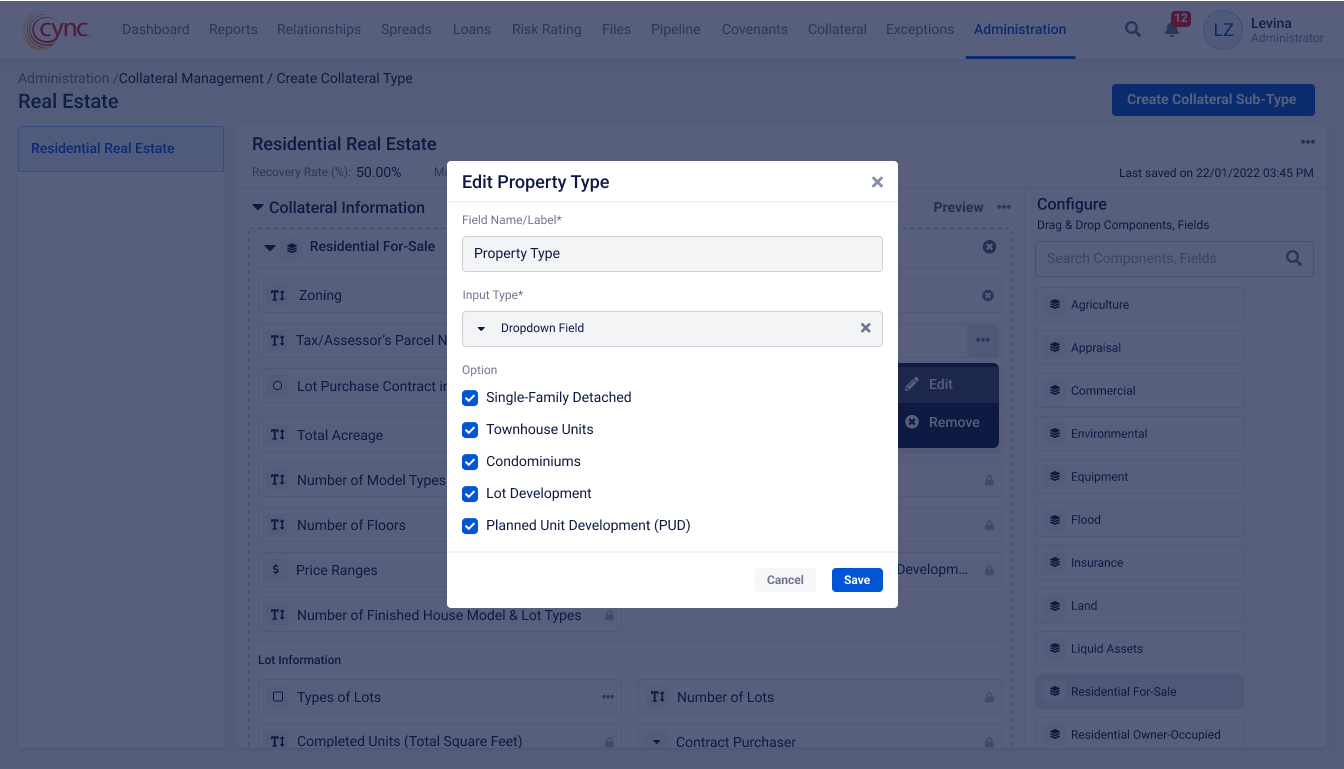 cync
Dashboard Reports Relationships Spreads Loans Risk Rating Files Pipeline Covenants Collateral Exceptions Administration
12
LZ
Levina
Administrator
Administration /Collateral Management / Create Collateral Type
Real Estate
Create Collateral Sub-Type
Residential Real Estate
Residential Real Estate
Recovery Rate (%): 50.00%
Last saved on 22/01/2022 03:45 PM
Collateral Information
Preview
Residential For-Sale
Zoning
Tax/Assessor's Parcel N
Lot Purchase Contract in
Total Acreage
Number of Model Types
Number of Floors
Price Ranges
Developm...
Number of Finished House Model & Lot Types
Edit
Remove
Lot Information
Types of Lots
Number of Lots
Completed Units (Total Square Feet)
Contract Purchaser
Edit Property Type
Field Name/Label*
Property Type
Input Type*
Dropdown Field
Option
Single-Family Detached
Townhouse Units
Condominiums
Lot Development
Planned Unit Development (PUD)
Cancel
Save
Configure
Drag & Drop Components, Fields
Search Components, Fields
Agriculture
Appraisal
Commercial
Environmental
Equipment
Flood
Insurance
Land
Liquid Assets
Residential For-Sale
Residential Owner-Occupied